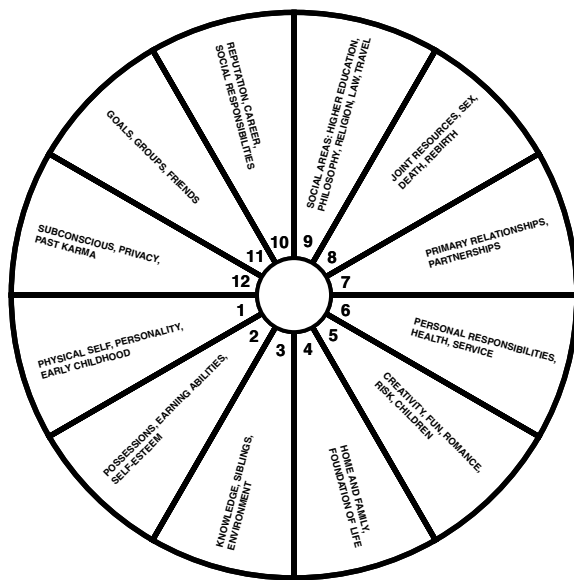 REPUTATION, CAREER,
SOCIAL RESPONSIBILITIES
SOCIAL AREAS: HIGHER EDUCATION,
PHILOSOPHY, RELIGION, LAW, TRAVEL
GOALS, GROUPS, FRIENDS
JOINT RESOURCES, SEX,
DEATH, REBIRTH
SUBCONSCIOUS, PRIVACY,
PAST KARMA
PRIMARY RELATIONSHIPS,
PARTNERSHIPS
10
9
11
8
12
7
1
6
2
5
3
4
PHYSICAL SELF, PERSONALITY,
EARLY CHILDHOOD
PERSONAL RESPONSIBILITIES,
HEALTH, SERVICE
POSSESSIONS, EARNING ABILITIES,
SELF-ESTEEM
CREATIVITY, FUN, ROMANCE,
RISK, CHILDREN
KNOWLEDGE, SIBLINGS,
ENVIRONMENT
HOME AND FAMILY,
FOUNDATION OF LIFE